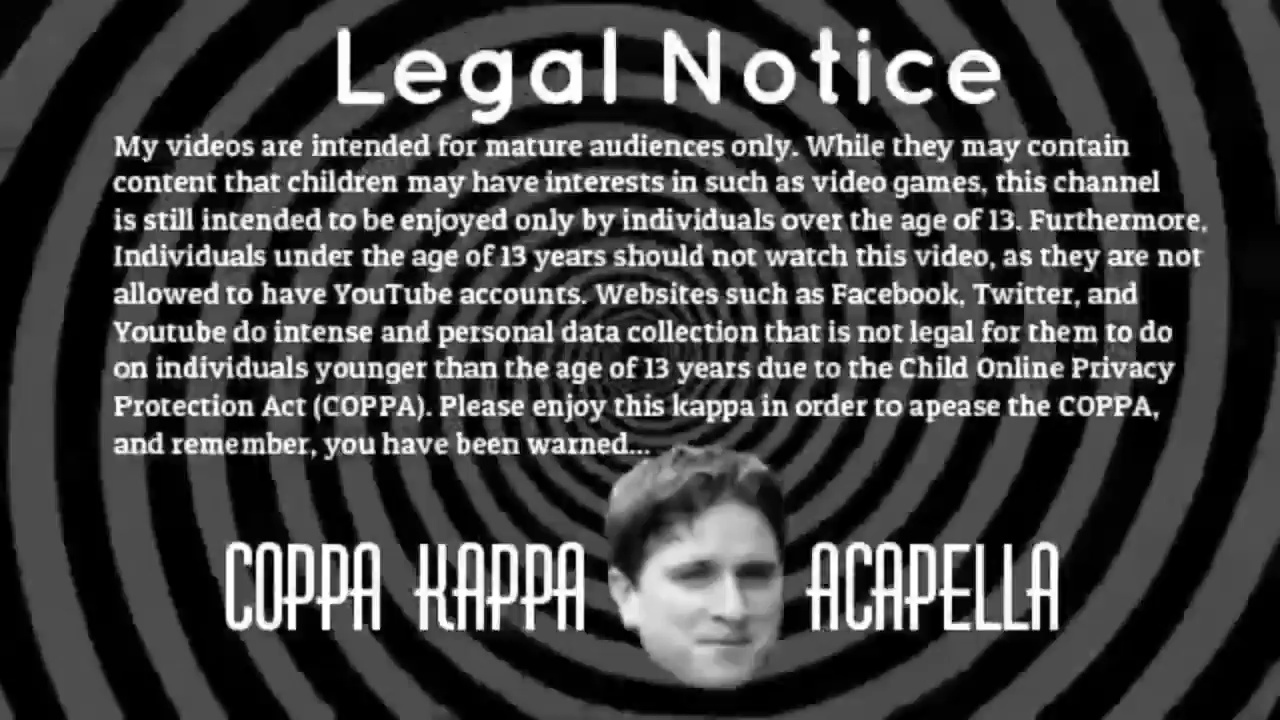 Legal Notice
My videos are intended for mature audiences only. While they may contain
content that children may have interests in such as video games, this channel
is still intended to be enjoyed only by individuals over the age of 13. Furthermore,
Individuals under the age of 13 years should not watch this video, as they are not
allowed to have YouTube accounts. Websites such as Facebook, Twitter, and
Youtube do intense and personal data collection that is not legal for them to do
on individuals younger than the age of 13 years due to the Child Online Privacy
Protection Act (COPPA). Please enjoy this kappa in order to apease the COPPA,
and remember, you have been warned...
COPPA KAPPA ACAPELLA